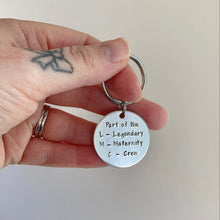 Part of the
L - Legendary
M - Maternity
C - Crew